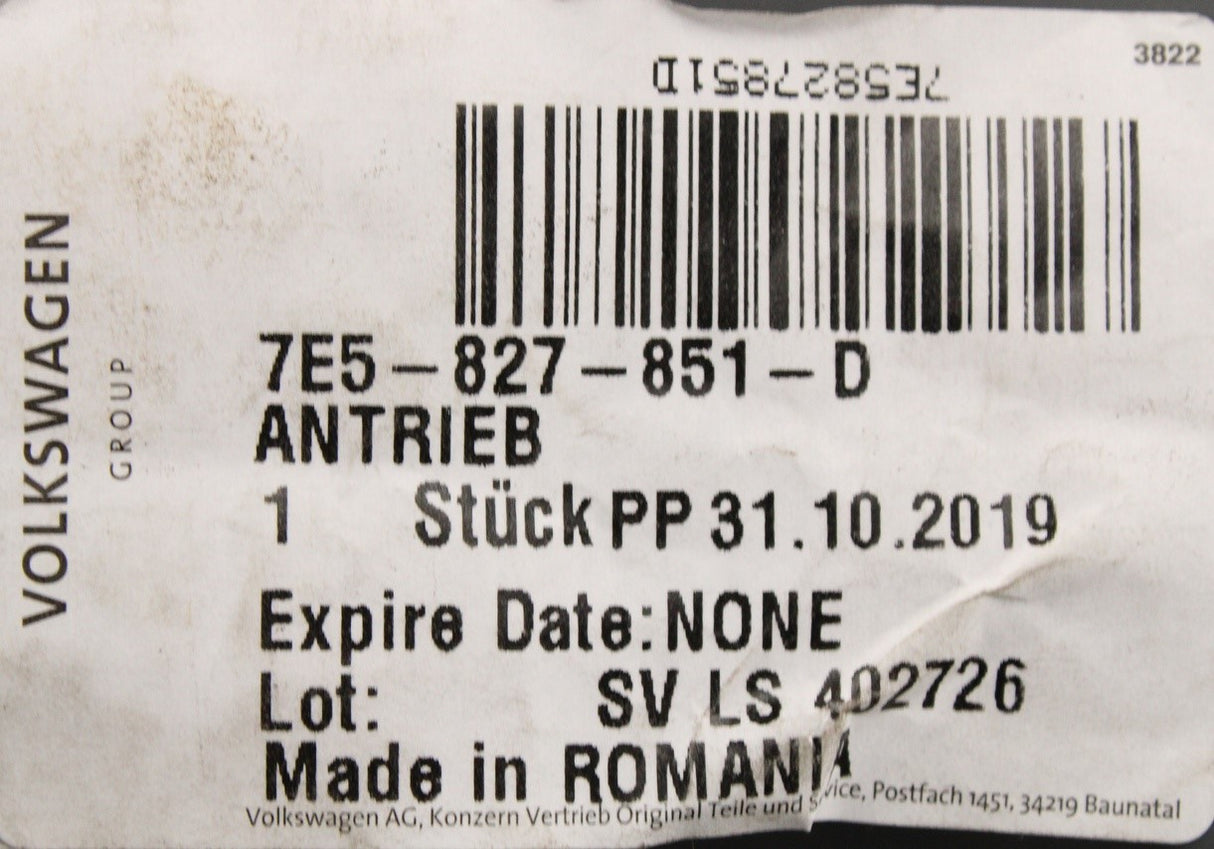 3822
7E5827851D
7E5-827-851-D
ANTRIEB
1 Stück PP 31.10.2019
Expire Date:NONE
Lot: SV LS 402726
Made in ROMANIA
Volkswagen AG, Konzern Vertrieb Original Teile und Service, Postfach 1451, 34219 Baunatal
VOLKSWAGEN
GROUP